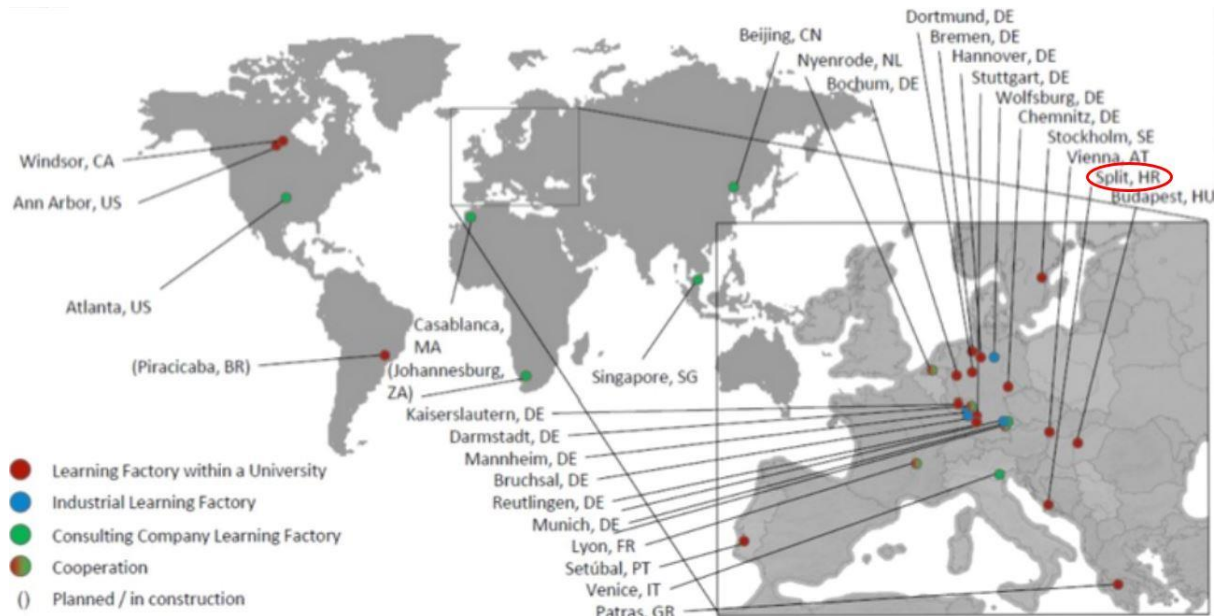 Dortmund, DE
Bremen, DE
Beijing, CN
Hannover, DE
Nyenrode, NL
Stuttgart, DE
Bochum, DE
Wolfsburg, DE
Chemnitz, DE
Stockholm, SE
Vienna, AT
Split, HR
Budapest, HU
Windsor, CA
Ann Arbor, US
Atlanta, US
Casablanca,
MA
(Piracicaba, BR)
(Johannesburg,
ZA)
Singapore, SG
Kaiserslautern, DE
Darmstadt, DE
Mannheim, DE
Bruchsal, DE
Reutlingen, DE
Munich, DE
Lyon, FR
Setúbal, PT
Venice, IT
Patras, GR
Learning Factory within a University
Industrial Learning Factory
Consulting Company Learning Factory
Cooperation
() Planned / in construction